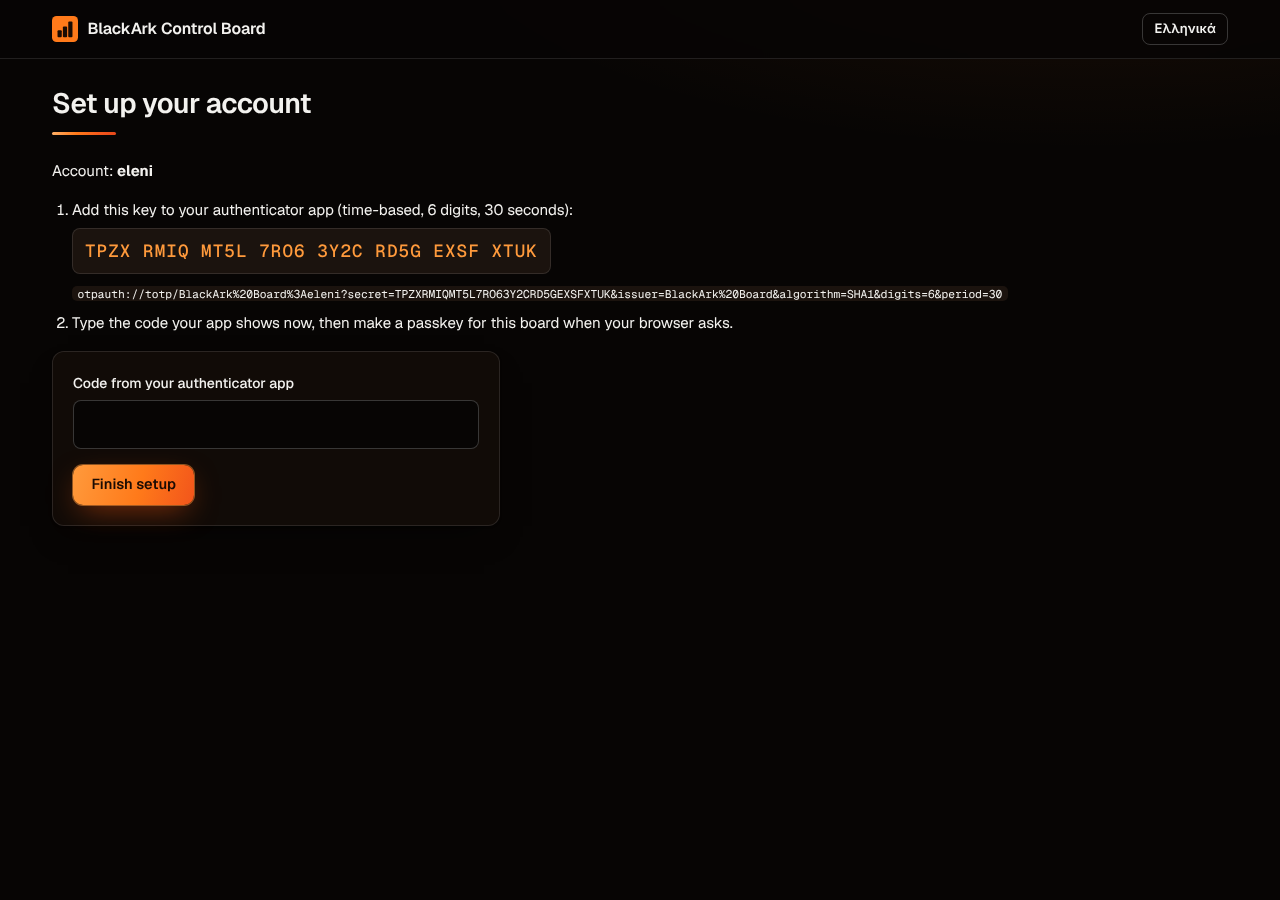 BlackArk Control Board
Ελληνικά
Set up your account
Account: eleni
1. Add this key to your authenticator app (time-based, 6 digits, 30 seconds):
TPZX RMIQ MT5L 7RO6 3Y2C RD5G EXSF XTUK
otpauth://totp/BlackArk%20Board%3Aeleni?secret=TPZXRMIQMT5L7RO63Y2CRD5GEXSFXTUK&issuer=BlackArk%20Board&algorithm=SHA1&digits=6&period=30
2. Type the code your app shows now, then make a passkey for this board when your browser asks.
Code from your authenticator app
Finish setup